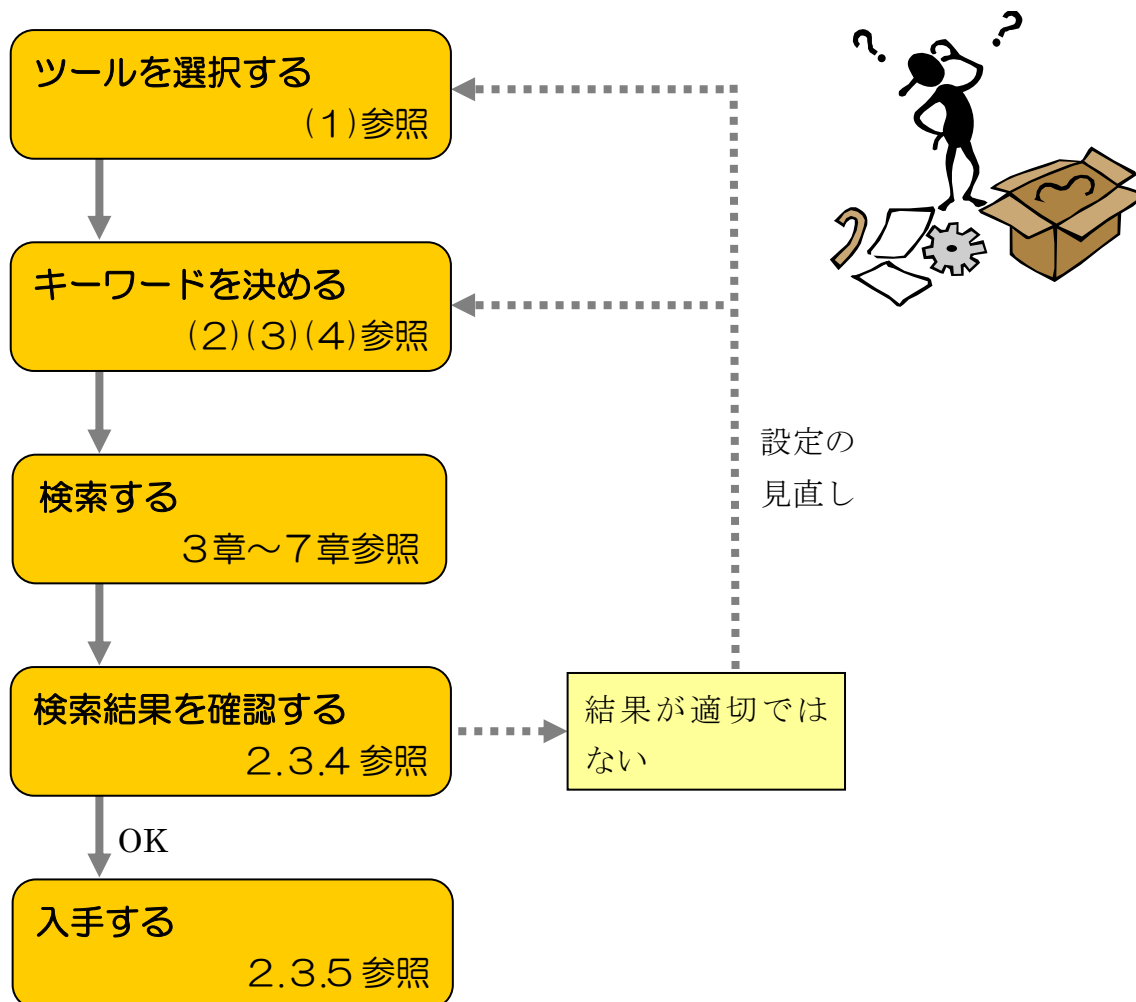 ツールを選択する
(1)参照
キーワードを決める
(2)(3)(4)参照
設定の
見直し
検索する
3章~7章参照
検索結果を確認する
2.3.4 参照
結果が適切では
ない
OK
入手する
2.3.5 参照